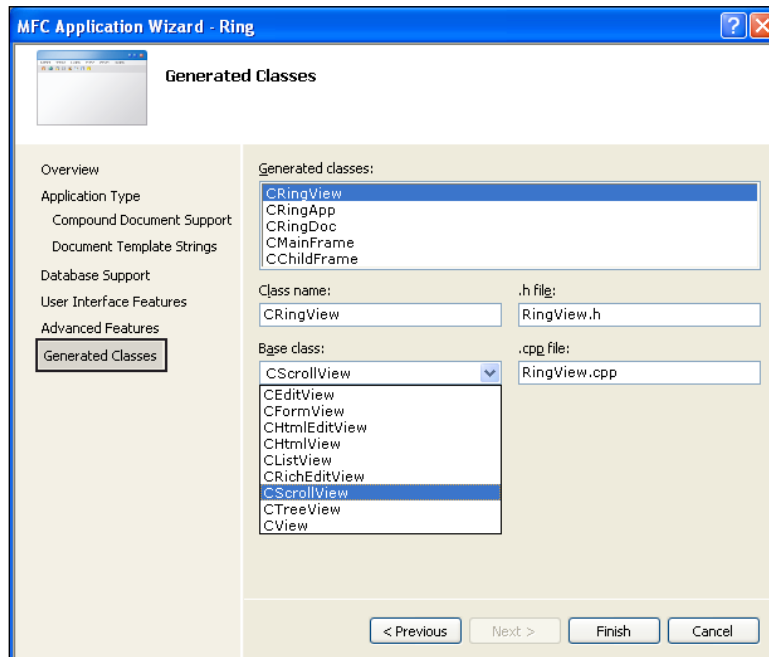 MFC Application Wizard - Ring
Generated Classes
Overview
Application Type
Compound Document Support
Document Template Strings
Database Support
User Interface Features
Advanced Features
Generated Classes
Generated classes:
CRingView
CRingApp
CRingDoc
CMainFrame
CChildFrame
Class name:
.h file:
CRingView
RingView.h
Base class:
.cpp file:
CScrollView
RingView.cpp
CEditView
CFormView
CHtmlEditView
CHtmlView
CListView
CRichEditView
CScrollView
CTreeView
CView
< Previous
Next >
Finish
Cancel